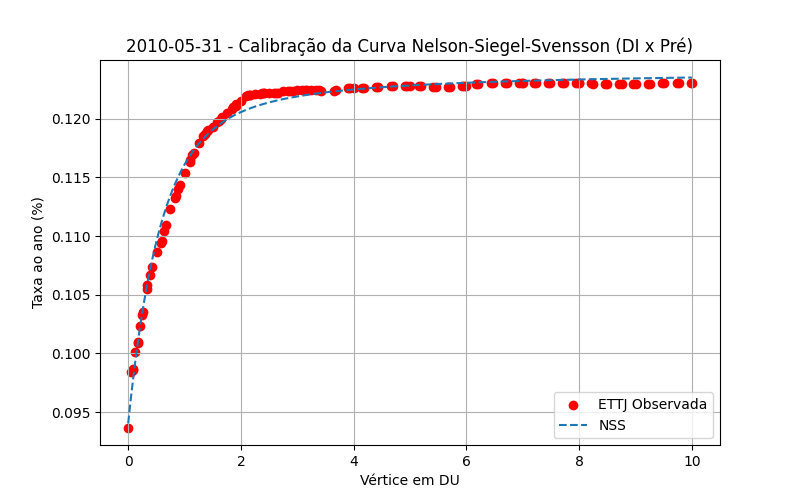 2010-05-31 - Calibração da Curva Nelson-Siegel-Svensson (DI x Pré)
Taxa ao ano (%)
0.120
0.115
0.110
0.105
0.100
0.095
ETTJ Observada
NSS
0 2 4 6 8 10
Vértice em DU